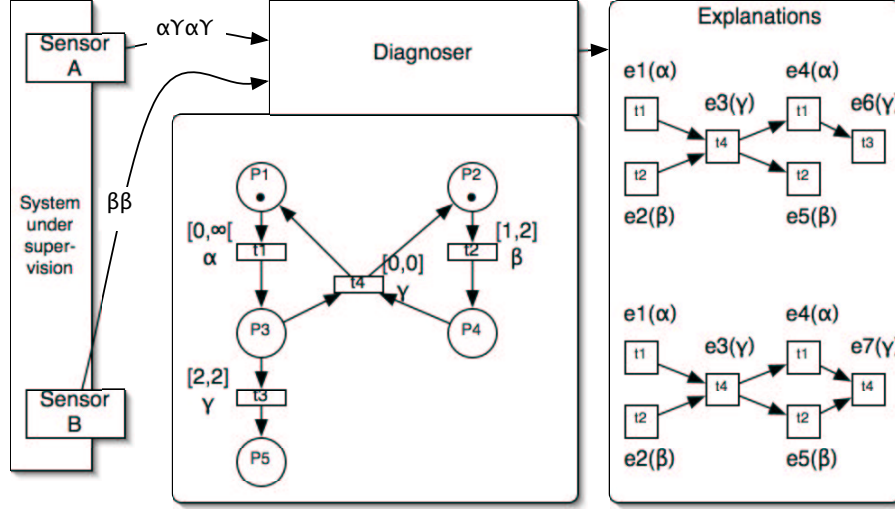 Sensor
A
αγαγ
Diagnoser
Explanations
System
under
super-
vision
ββ
Sensor
B
P1
P2
[0,∞[
t1
α
[1,2]
t2
β
[0,0]
t4
γ
P3
P4
[2,2]
t3
γ
P5
e1(α)
e4(α)
t1
e3(γ)
t1
e6(γ)
t4
t3
t2
t2
e2(β)
e5(β)
e1(α)
e4(α)
t1
e3(γ)
t1
e7(γ)
t4
t4
t2
t2
e2(β)
e5(β)